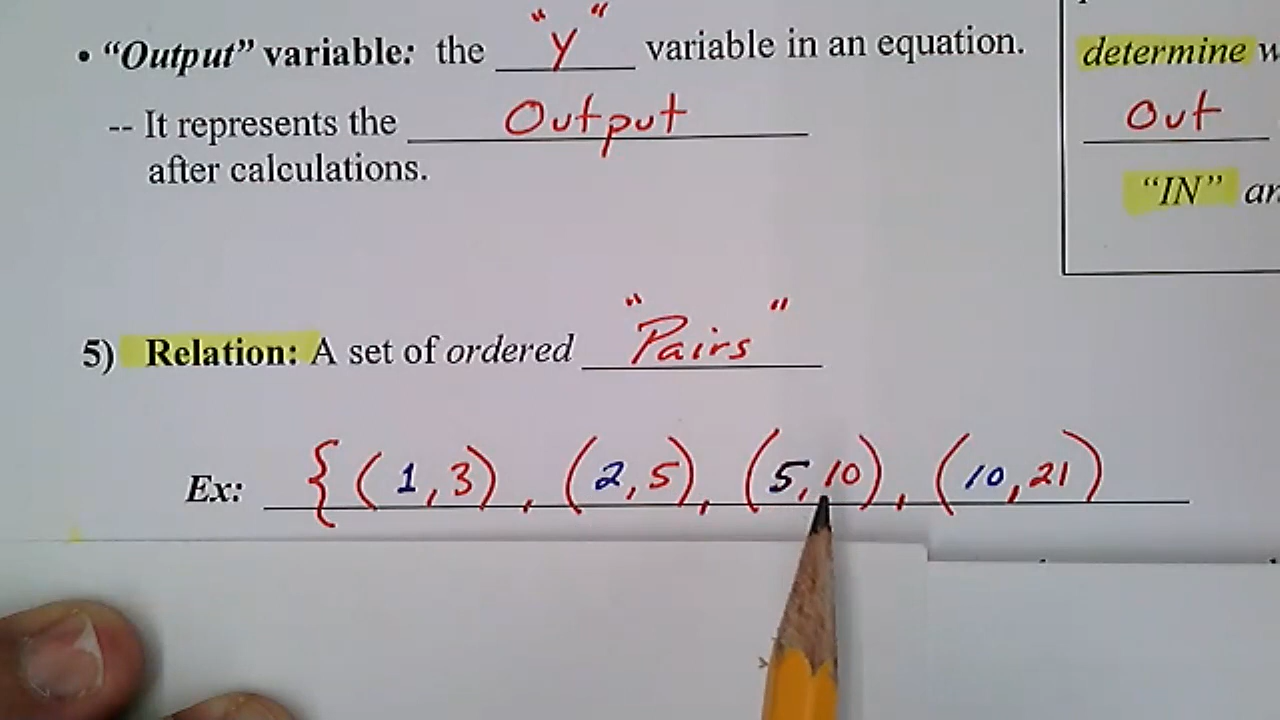 • “Output” variable: the "y" variable in an equation.
-- It represents the Output
after calculations.
determine
Out
“IN”
5) Relation: A set of ordered "Pairs"
Ex: {(1,3), (2,5), (5,10), (10,21)